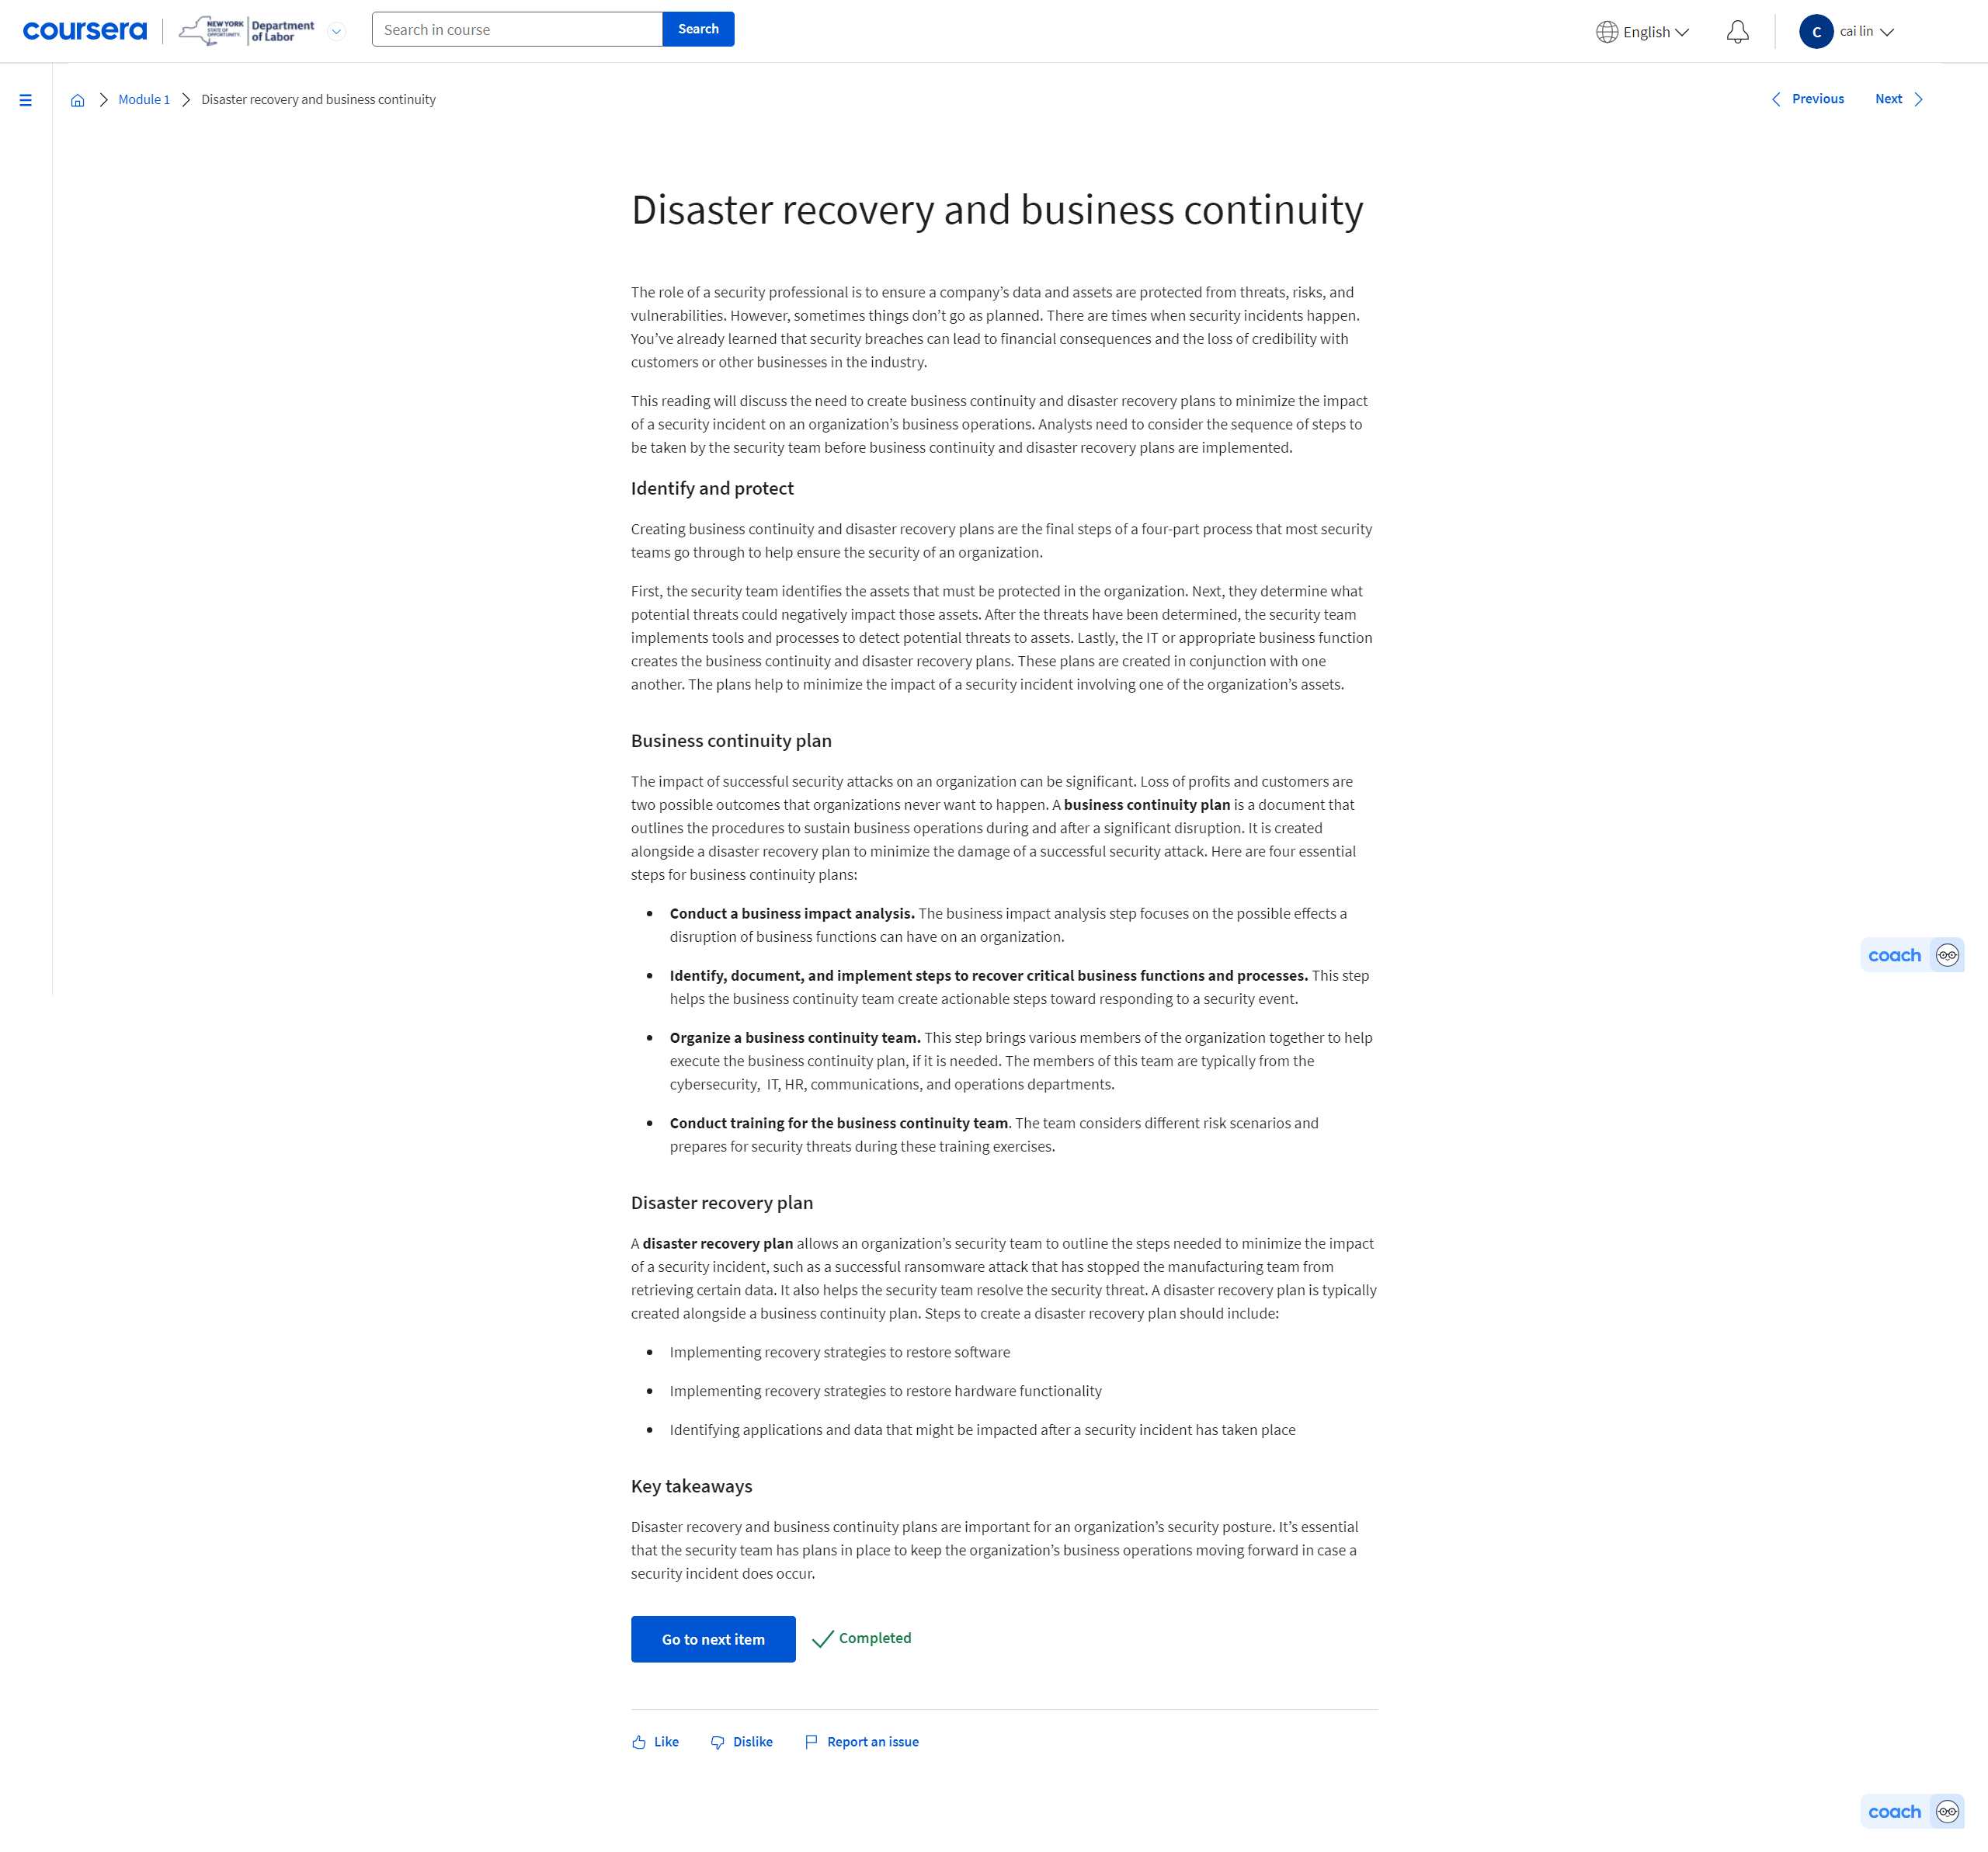 coursera
NEW YORK
STATE OF
OPPORTUNITY.
Department
of Labor
Search in course
Search
English
C
cai lin
Module 1
Disaster recovery and business continuity
Previous
Next
Disaster recovery and business continuity
The role of a security professional is to ensure a company’s data and assets are protected from threats, risks, and
vulnerabilities. However, sometimes things don’t go as planned. There are times when security incidents happen.
You’ve already learned that security breaches can lead to financial consequences and the loss of credibility with
customers or other businesses in the industry.
This reading will discuss the need to create business continuity and disaster recovery plans to minimize the impact
of a security incident on an organization’s business operations. Analysts need to consider the sequence of steps to
be taken by the security team before business continuity and disaster recovery plans are implemented.
Identify and protect
Creating business continuity and disaster recovery plans are the final steps of a four-part process that most security
teams go through to help ensure the security of an organization.
First, the security team identifies the assets that must be protected in the organization. Next, they determine what
potential threats could negatively impact those assets. After the threats have been determined, the security team
implements tools and processes to detect potential threats to assets. Lastly, the IT or appropriate business function
creates the business continuity and disaster recovery plans. These plans are created in conjunction with one
another. The plans help to minimize the impact of a security incident involving one of the organization’s assets.
Business continuity plan
The impact of successful security attacks on an organization can be significant. Loss of profits and customers are
two possible outcomes that organizations never want to happen. A business continuity plan is a document that
outlines the procedures to sustain business operations during and after a significant disruption. It is created
alongside a disaster recovery plan to minimize the damage of a successful security attack. Here are four essential
steps for business continuity plans:
• Conduct a business impact analysis. The business impact analysis step focuses on the possible effects a
disruption of business functions can have on an organization.
• Identify, document, and implement steps to recover critical business functions and processes. This step
helps the business continuity team create actionable steps toward responding to a security event.
• Organize a business continuity team. This step brings various members of the organization together to help
execute the business continuity plan, if it is needed. The members of this team are typically from the
cybersecurity,  IT, HR, communications, and operations departments.
• Conduct training for the business continuity team. The team considers different risk scenarios and
prepares for security threats during these training exercises.
coach
Disaster recovery plan
A disaster recovery plan allows an organization’s security team to outline the steps needed to minimize the impact
of a security incident, such as a successful ransomware attack that has stopped the manufacturing team from
retrieving certain data. It also helps the security team resolve the security threat. A disaster recovery plan is typically
created alongside a business continuity plan. Steps to create a disaster recovery plan should include:
• Implementing recovery strategies to restore software
• Implementing recovery strategies to restore hardware functionality
• Identifying applications and data that might be impacted after a security incident has taken place
Key takeaways
Disaster recovery and business continuity plans are important for an organization’s security posture. It’s essential
that the security team has plans in place to keep the organization’s business operations moving forward in case a
security incident does occur.
Go to next item
Completed
Like
Dislike
Report an issue
coach